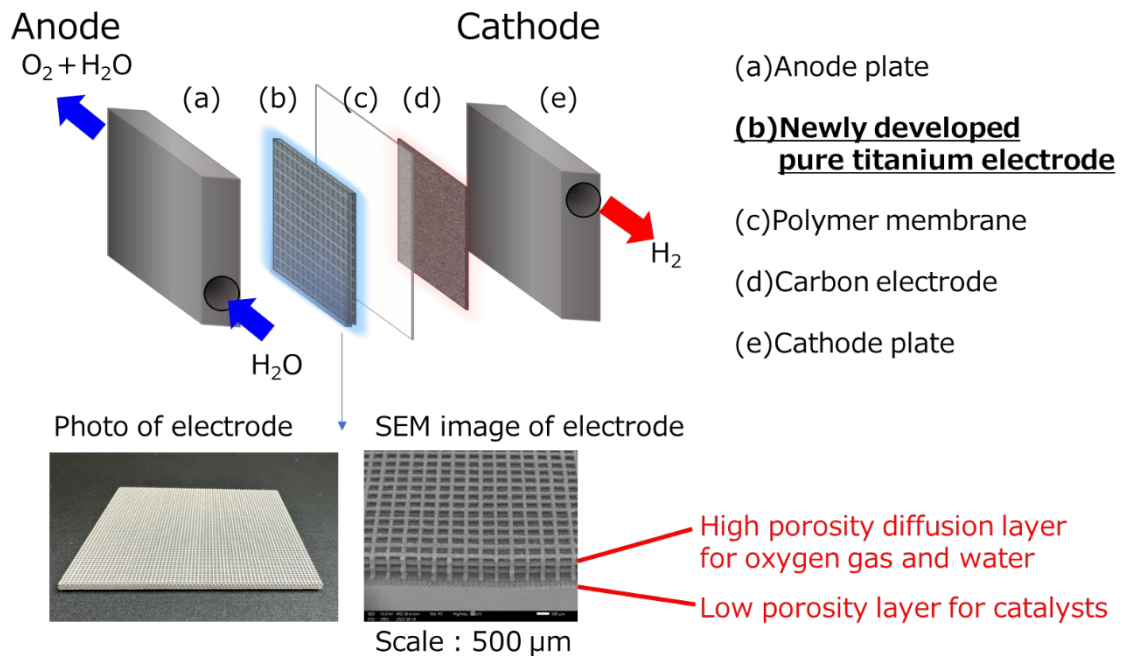 Anode
Cathode
O₂+H₂O
(a)
(b)
(c)
(d)
(e)
H₂
H₂O
(a)Anode plate
(b)Newly developed
pure titanium electrode
(c)Polymer membrane
(d)Carbon electrode
(e)Cathode plate
Photo of electrode
SEM image of electrode
High porosity diffusion layer
for oxygen gas and water
Low porosity layer for catalysts
Scale : 500 μm